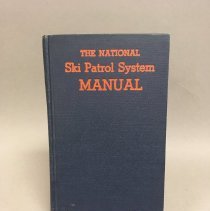 THE NATIONAL
Ski Patrol System
MANUAL